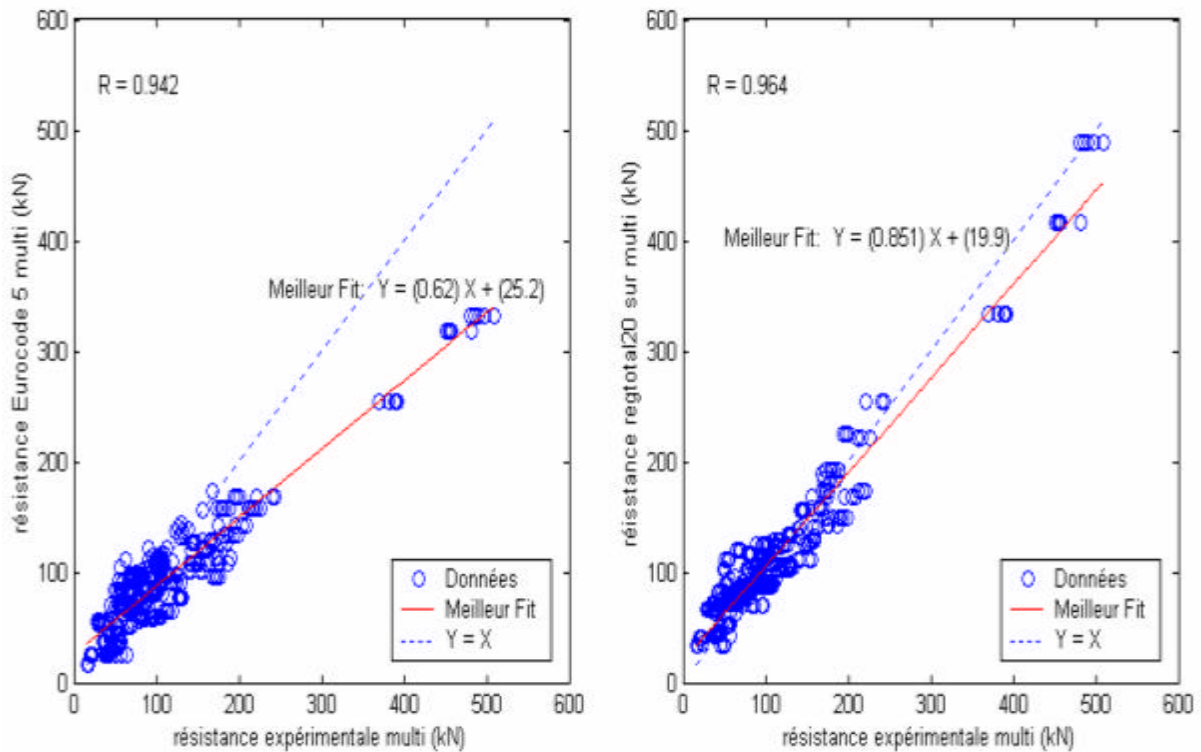 600
500
400
300
200
100
0
0 100 200 300 400 500 600
résistance Eurocode 5 multi (kN)
résistance expérimentale multi (kN)
R = 0.942
Meilleur Fit: Y = (0.62) X + (25.2)
Données
Meilleur Fit
Y = X
600
500
400
300
200
100
0
0 100 200 300 400 500 600
réisstance regtotal20 sur multi (kN)
résistance expérimentale multi (kN)
R = 0.964
Meilleur Fit: Y = (0.851) X + (19.9)
Données
Meilleur Fit
Y = X